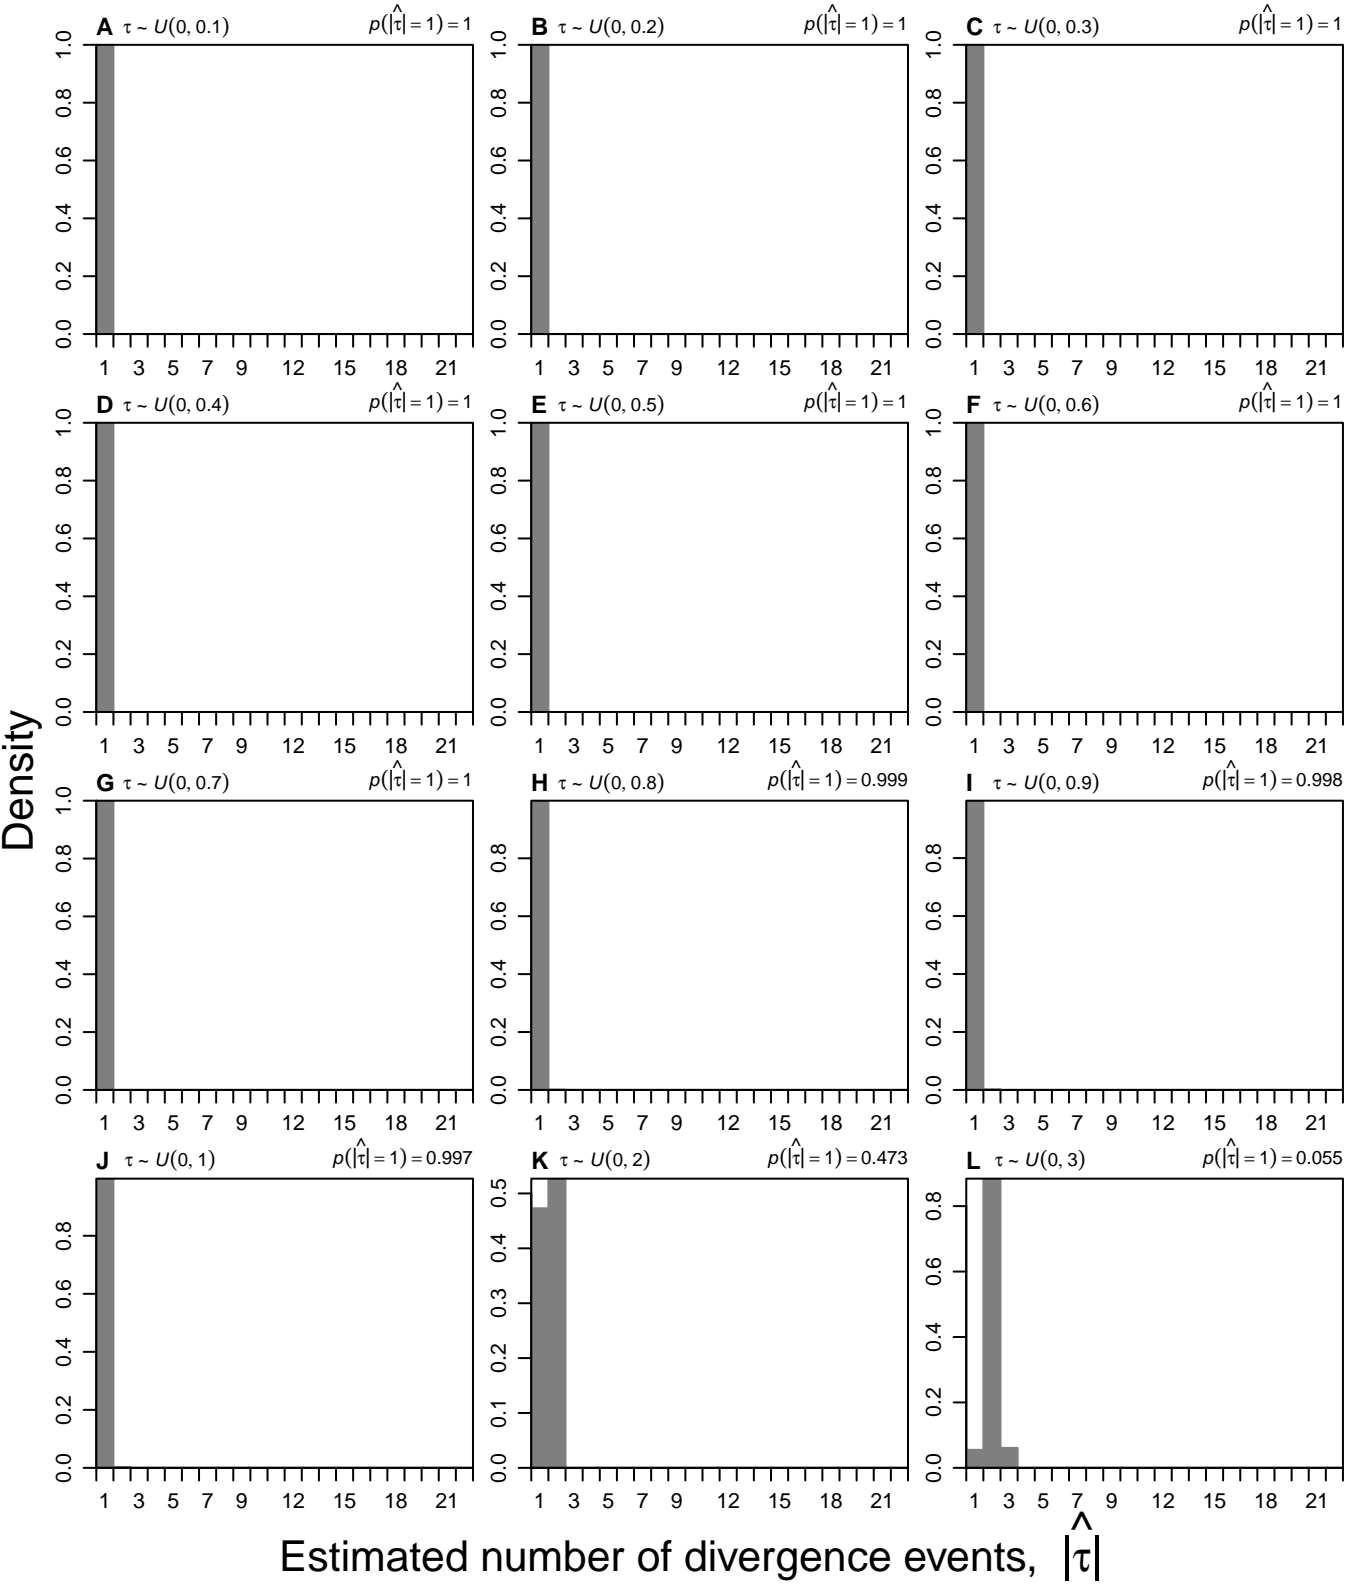 A τ ~ U(0, 0.1) p(|τ̂| = 1) = 1
B τ ~ U(0, 0.2) p(|τ̂| = 1) = 1
C τ ~ U(0, 0.3) p(|τ̂| = 1) = 1
1.0 0.8 0.6 0.4 0.2 0.0
1.0 0.8 0.6 0.4 0.2 0.0
1.0 0.8 0.6 0.4 0.2 0.0
1 3 5 7 9 12 15 18 21
1 3 5 7 9 12 15 18 21
1 3 5 7 9 12 15 18 21
D τ ~ U(0, 0.4) p(|τ̂| = 1) = 1
E τ ~ U(0, 0.5) p(|τ̂| = 1) = 1
F τ ~ U(0, 0.6) p(|τ̂| = 1) = 1
1.0 0.8 0.6 0.4 0.2 0.0
1.0 0.8 0.6 0.4 0.2 0.0
1.0 0.8 0.6 0.4 0.2 0.0
1 3 5 7 9 12 15 18 21
1 3 5 7 9 12 15 18 21
1 3 5 7 9 12 15 18 21
Density
G τ ~ U(0, 0.7) p(|τ̂| = 1) = 1
H τ ~ U(0, 0.8) p(|τ̂| = 1) = 0.999
I τ ~ U(0, 0.9) p(|τ̂| = 1) = 0.998
1.0 0.8 0.6 0.4 0.2 0.0
0.8 0.6 0.4 0.2 0.0
0.8 0.6 0.4 0.2 0.0
1 3 5 7 9 12 15 18 21
1 3 5 7 9 12 15 18 21
1 3 5 7 9 12 15 18 21
J τ ~ U(0, 1) p(|τ̂| = 1) = 0.997
K τ ~ U(0, 2) p(|τ̂| = 1) = 0.473
L τ ~ U(0, 3) p(|τ̂| = 1) = 0.055
0.8 0.6 0.4 0.2 0.0
0.5 0.4 0.3 0.2 0.1 0.0
0.8 0.6 0.4 0.2 0.0
1 3 5 7 9 12 15 18 21
1 3 5 7 9 12 15 18 21
1 3 5 7 9 12 15 18 21
Estimated number of divergence events, |τ̂|